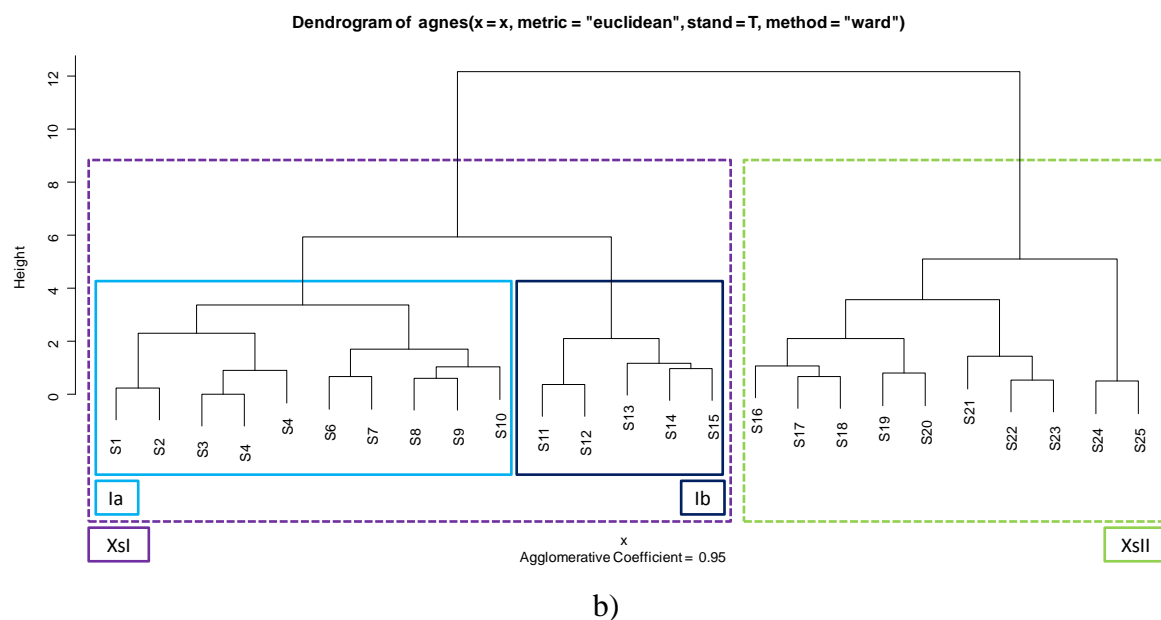 Dendrogram of agnes(x = x, metric = "euclidean", stand = T, method = "ward")
Height
12
10
8
6
4
2
0
S1
S2
S3
S4
S4
S6
S7
S8
S9
S10
S11
S12
S13
S14
S15
S16
S17
S18
S19
S20
S21
S22
S23
S24
S25
Ia
Ib
XsI
XsII
x
Agglomerative Coefficient = 0.95
b)